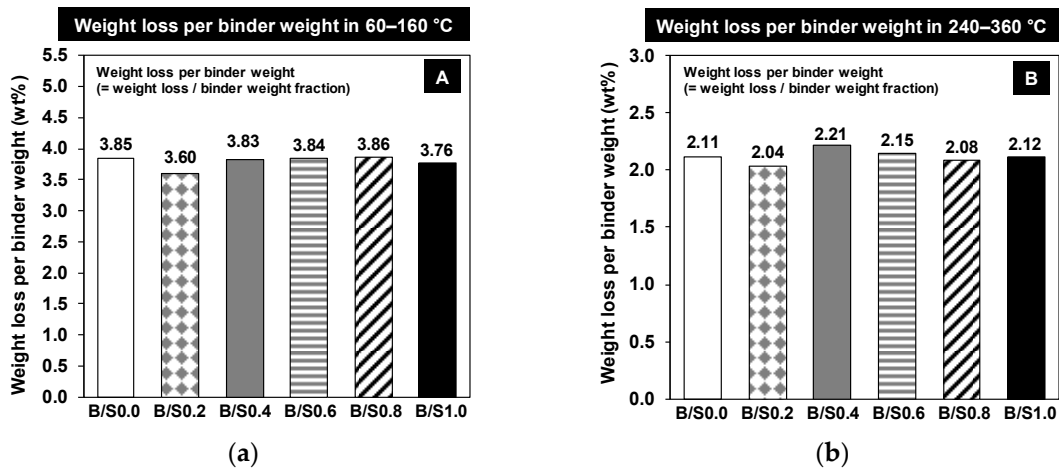 Weight loss per binder weight in 60–160 °C
Weight loss per binder weight (wt%)
5.5
5.0
4.5
4.0
3.5
3.0
2.5
2.0
1.5
1.0
0.5
0.0
Weight loss per binder weight
(= weight loss / binder weight fraction)
A
3.85
3.60
3.83
3.84
3.86
3.76
B/S0.0 B/S0.2 B/S0.4 B/S0.6 B/S0.8 B/S1.0
(a)
Weight loss per binder weight in 240–360 °C
Weight loss per binder weight (wt%)
3.0
2.5
2.0
1.5
1.0
0.5
0.0
Weight loss per binder weight
(= weight loss / binder weight fraction)
B
2.11
2.04
2.21
2.15
2.08
2.12
B/S0.0 B/S0.2 B/S0.4 B/S0.6 B/S0.8 B/S1.0
(b)